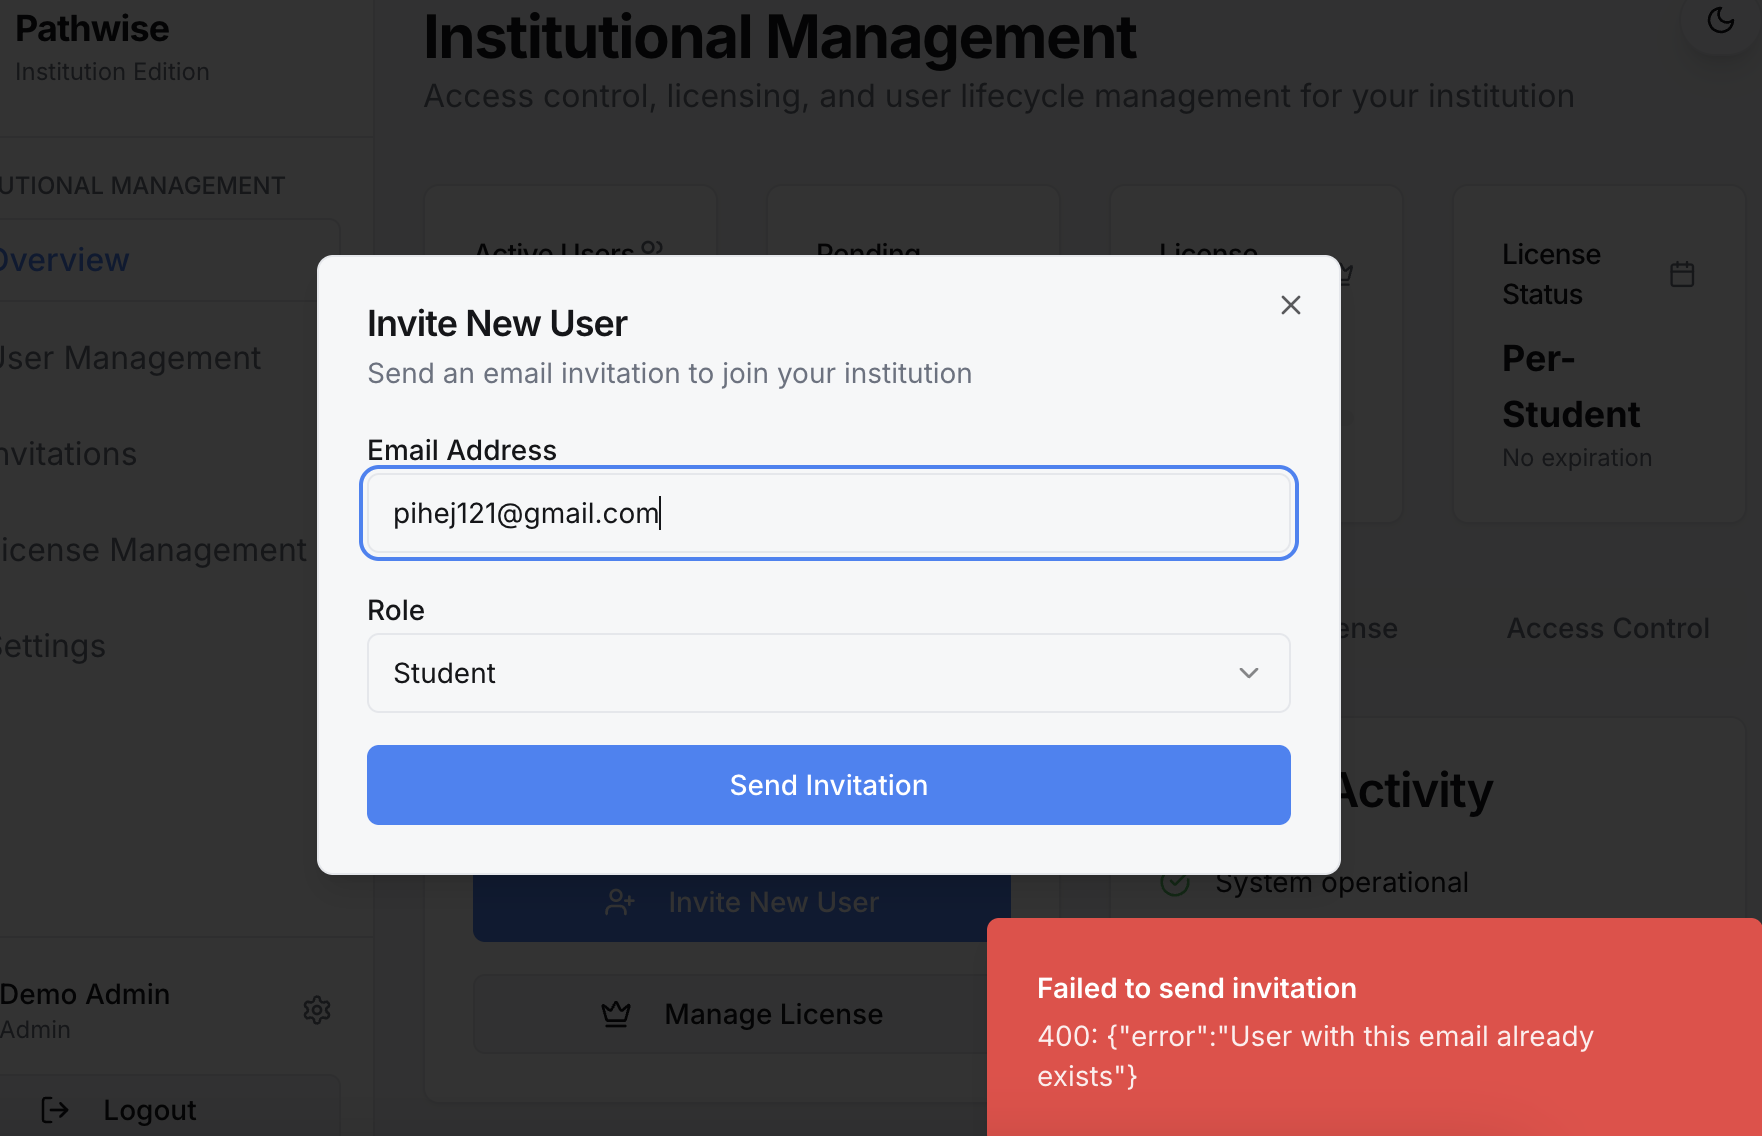 Pathwise
Institution Edition
UTIONAL MANAGEMENT
Overview
User Management
nvitations
icense Management
Settings
Demo Admin
Admin
Logout
Institutional Management
Access control, licensing, and user lifecycle management for your institution
Active Users
Pending
License
License
Status
Per-
Student
No expiration
ense
Access Control
Invite New User
Send an email invitation to join your institution
Email Address
pihej121@gmail.com
Role
Student
Send Invitation
Activity
System operational
Invite New User
Manage License
Failed to send invitation
400: {"error":"User with this email already
exists"}